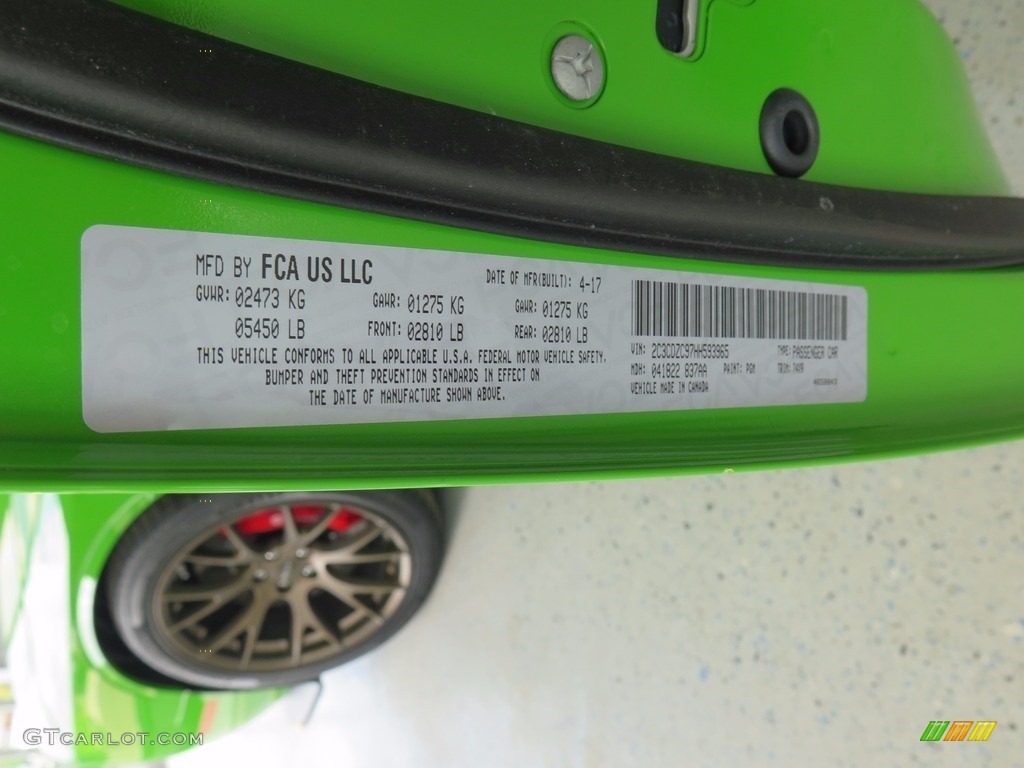 MFD BY FCA US LLC
DATE OF MFR(BUILT): 4-17
GVWR: 02473 KG GAWR: 01275 KG GAWR: 01275 KG
05450 LB FRONT: 02810 LB REAR: 02810 LB
THIS VEHICLE CONFORMS TO ALL APPLICABLE U.S.A. FEDERAL MOTOR VEHICLE SAFETY,
BUMPER AND THEFT PREVENTION STANDARDS IN EFFECT ON
THE DATE OF MANUFACTURE SHOWN ABOVE.
VIN: 2C3CDZC97HH593965 TYPE: PASSENGER CAR
MDH: 041822 837AA PAINT: PGM TRIM: 7AX9
VEHICLE MADE IN CANADA
GTCARLOT.COM